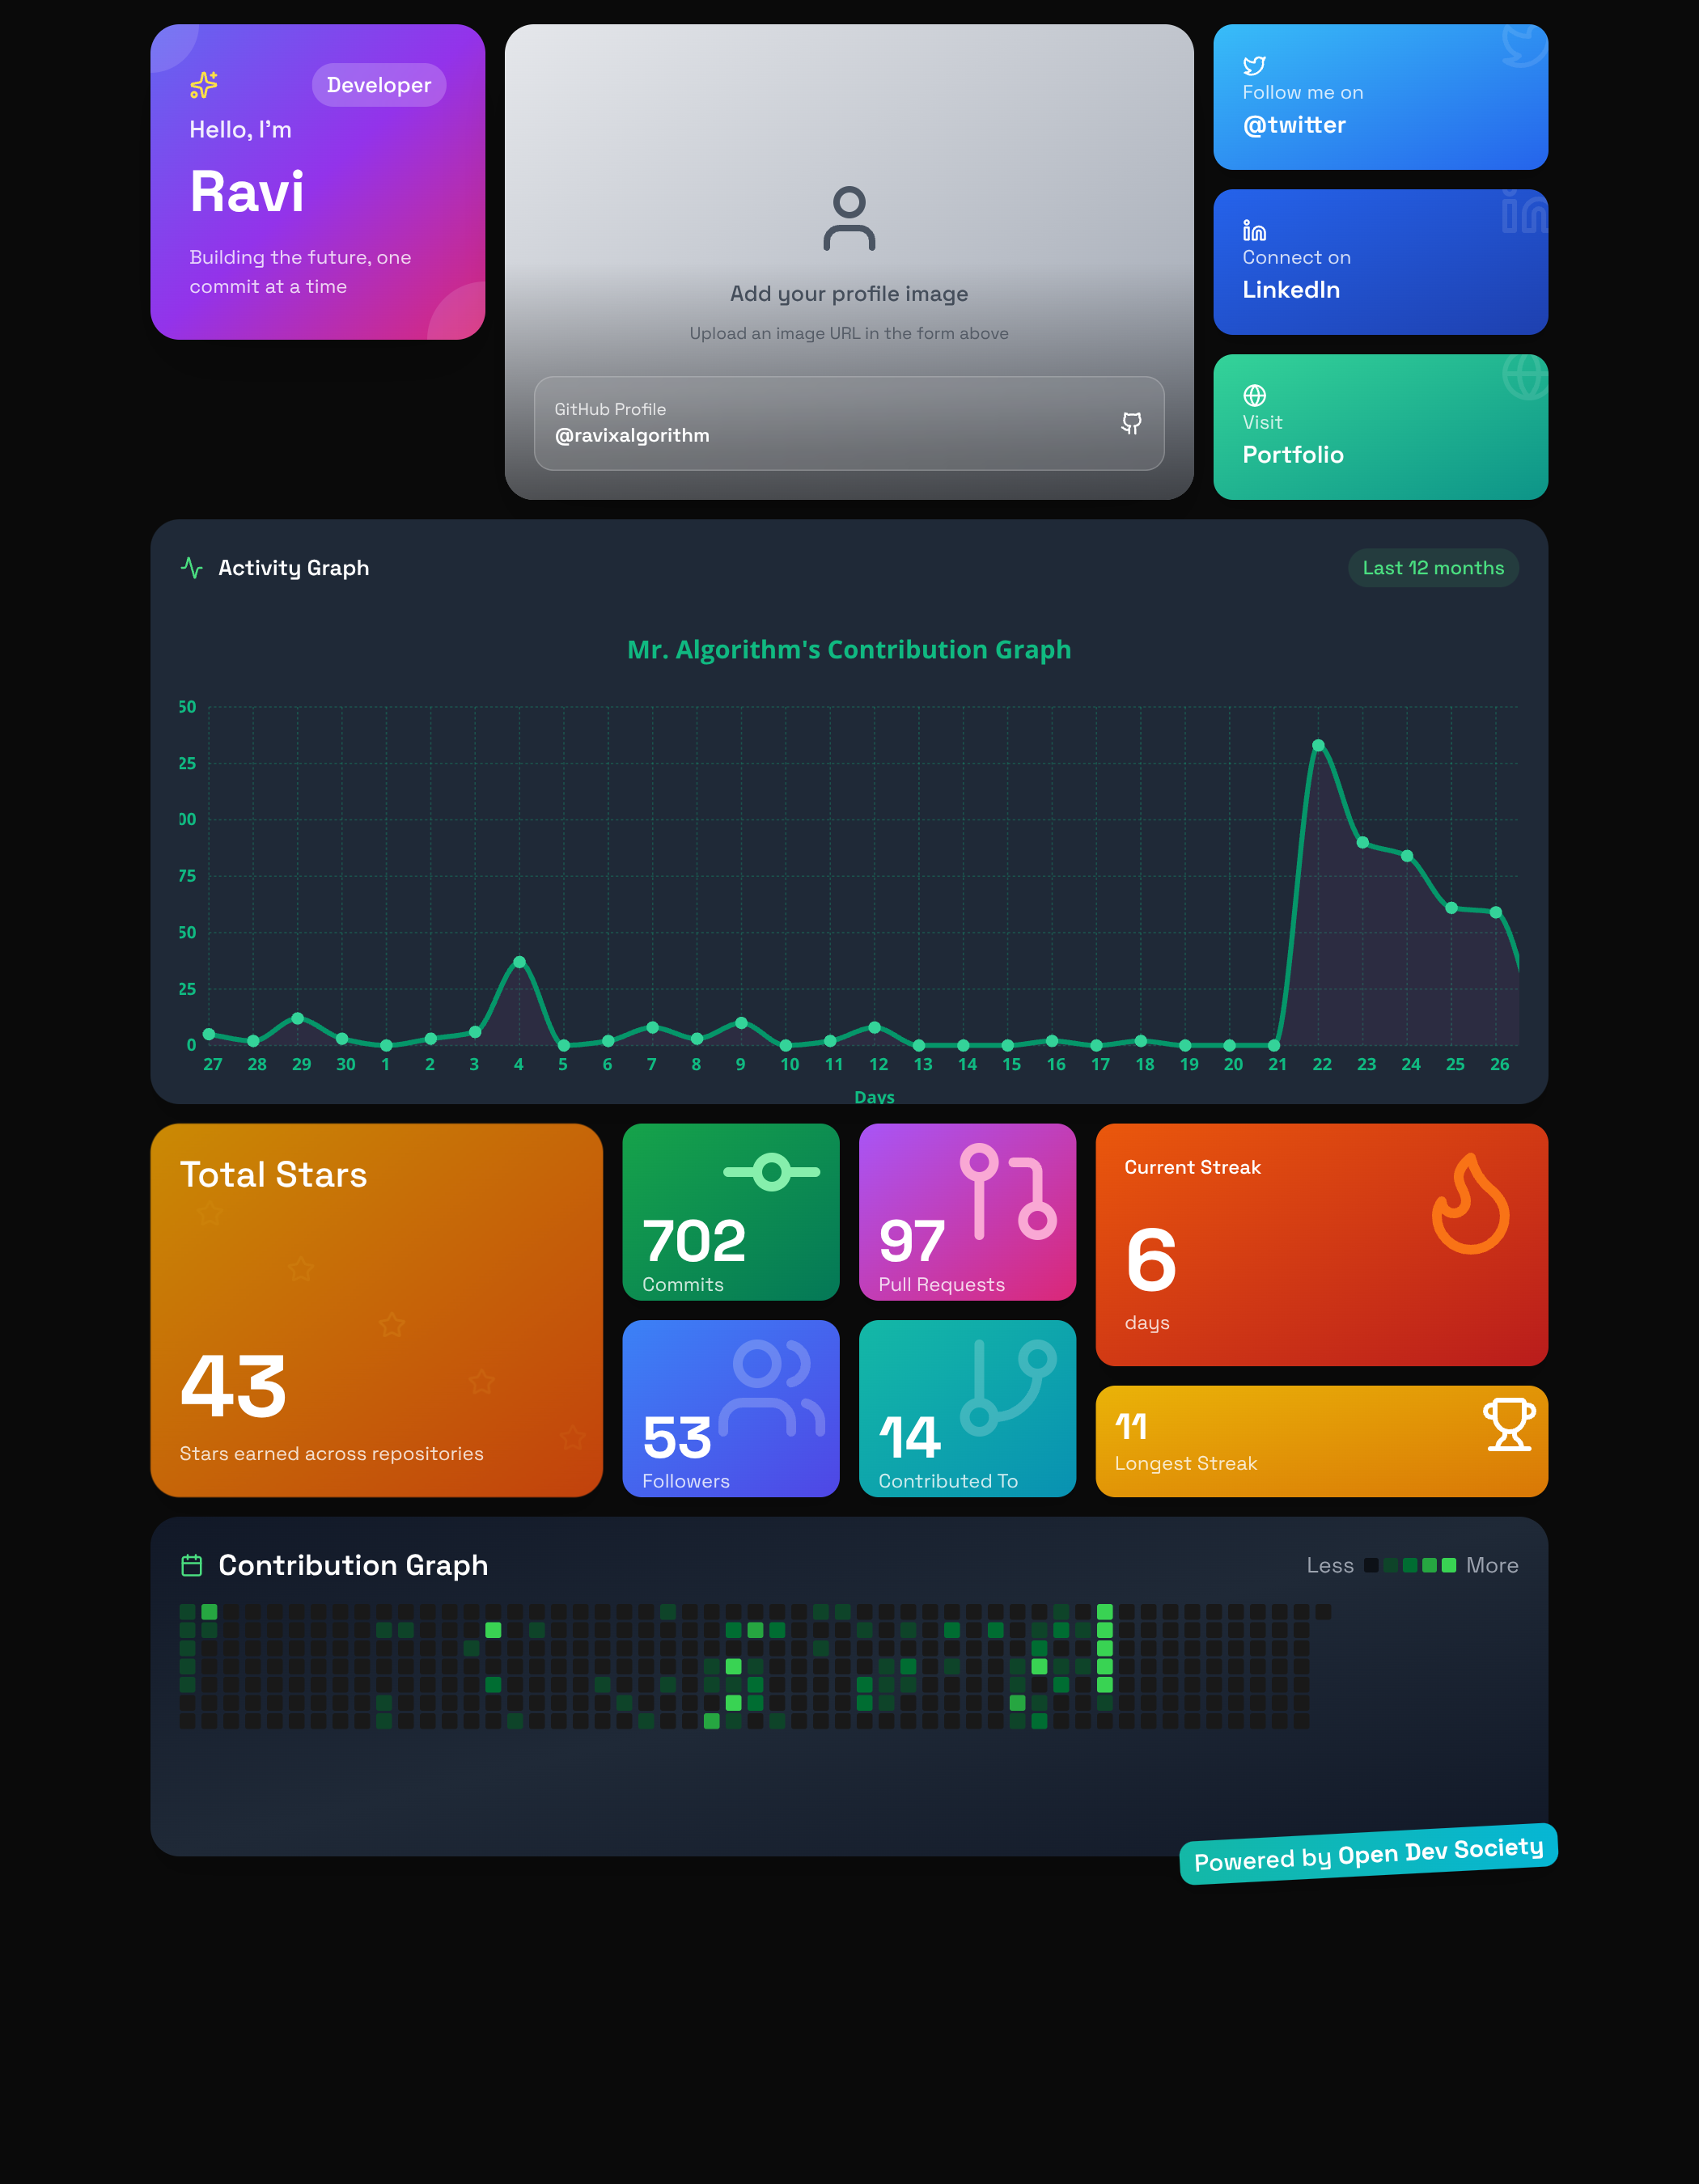 Developer
Hello, I'm
Ravi
Building the future, one
commit at a time
Add your profile image
Upload an image URL in the form above
GitHub Profile
@ravixalgorithm
Follow me on
@twitter
Connect on
LinkedIn
Visit
Portfolio
Activity Graph
Last 12 months
Mr. Algorithm's Contribution Graph
50
25
00
75
50
25
0
27 28 29 30 1 2 3 4 5 6 7 8 9 10 11 12 13 14 15 16 17 18 19 20 21 22 23 24 25 26
Days
Total Stars
43
Stars earned across repositories
702
Commits
97
Pull Requests
53
Followers
14
Contributed To
Current Streak
6
days
11
Longest Streak
Contribution Graph
Less More
Powered by Open Dev Society